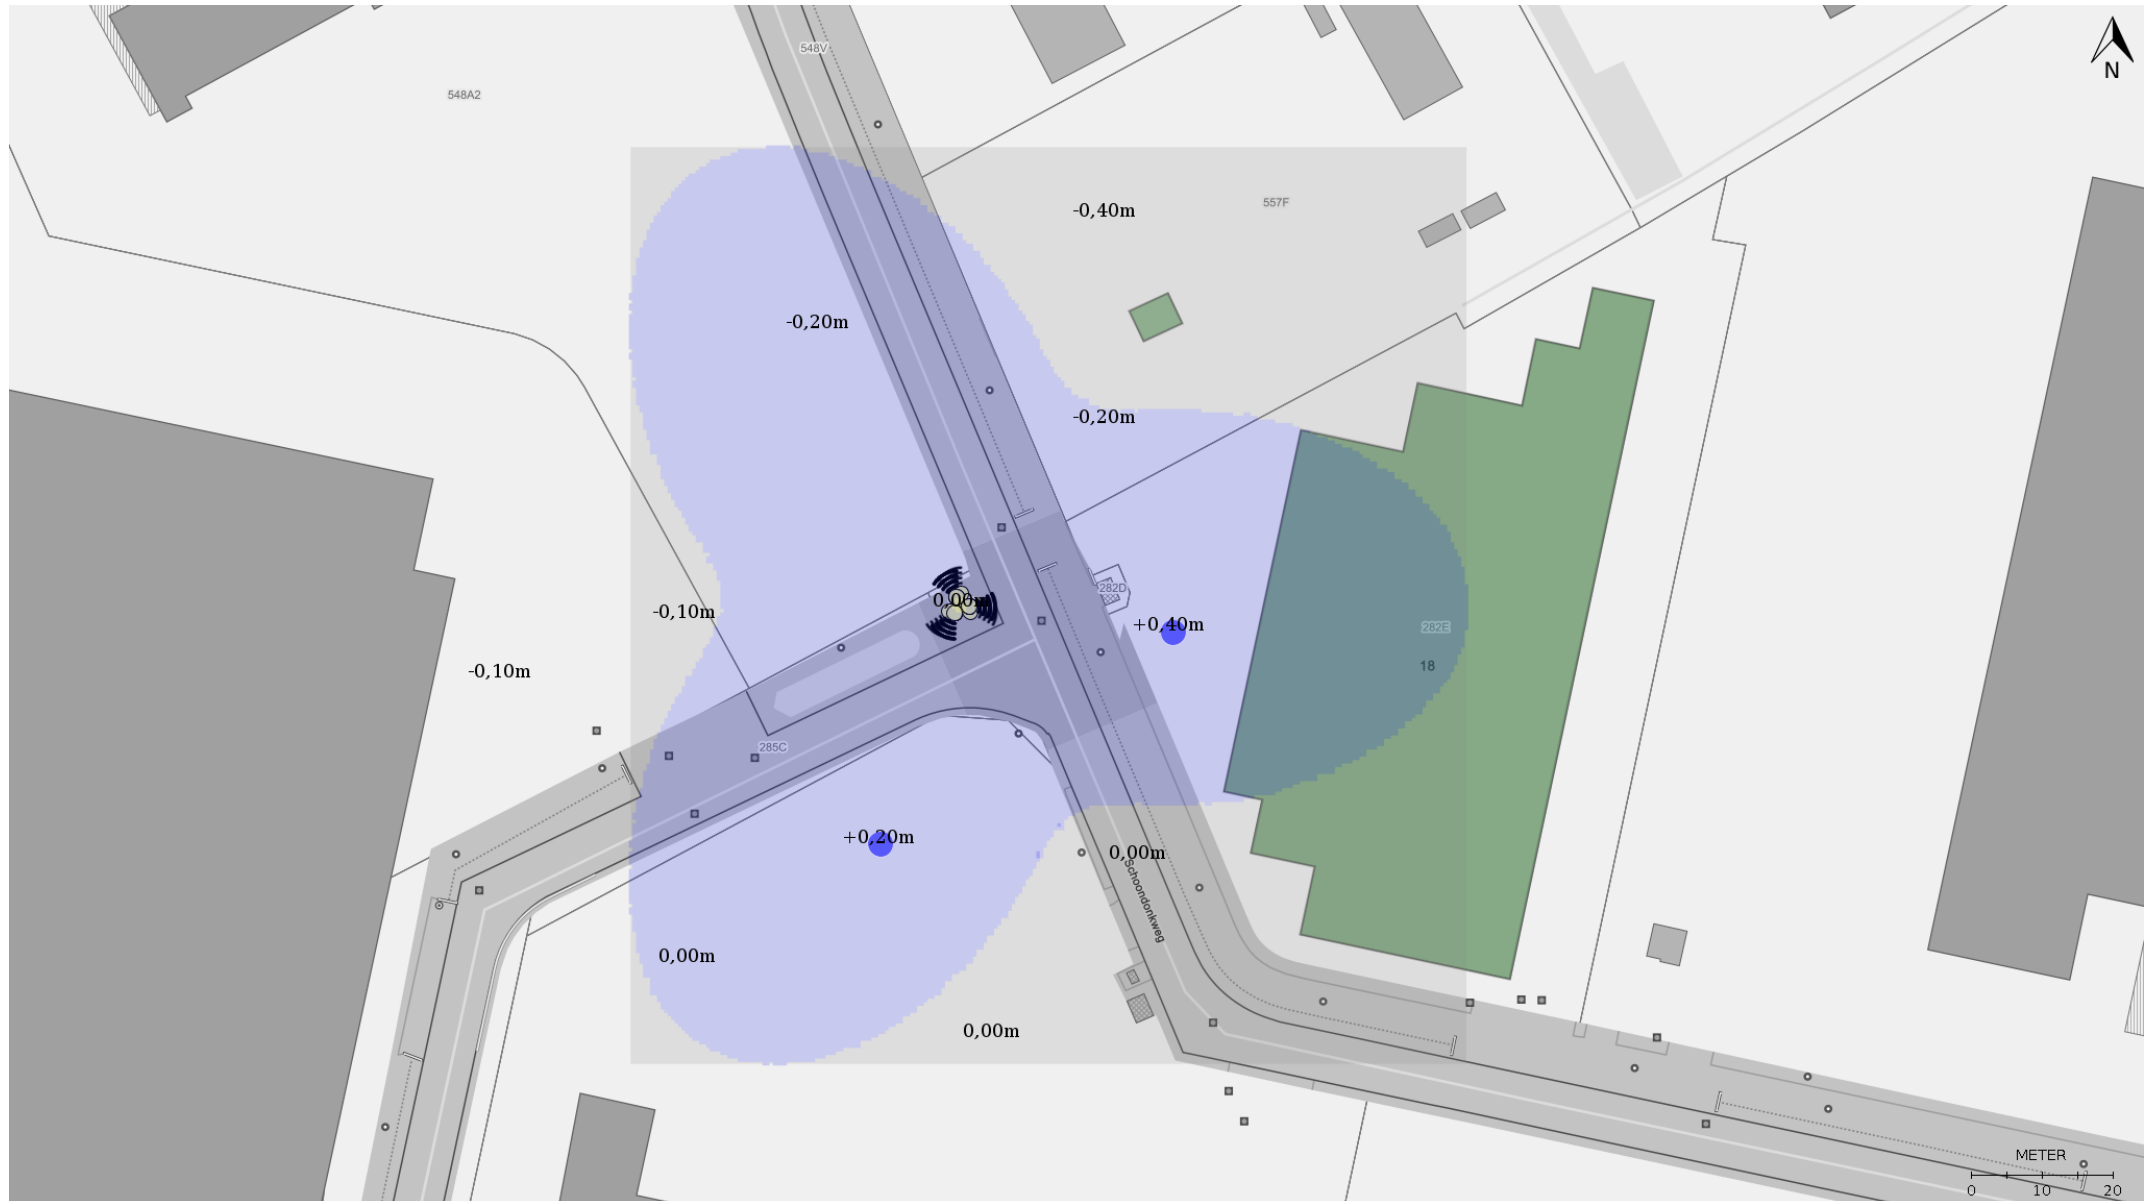 548V
N
548A2
557F
-0,40m
-0,20m
-0,20m
282D
0,00m
-0,10m
+0,40m
282E
18
-0,10m
285C
+0,20m
0,00m
Schoondonkweg
0,00m
0,00m
METER
0 10 20